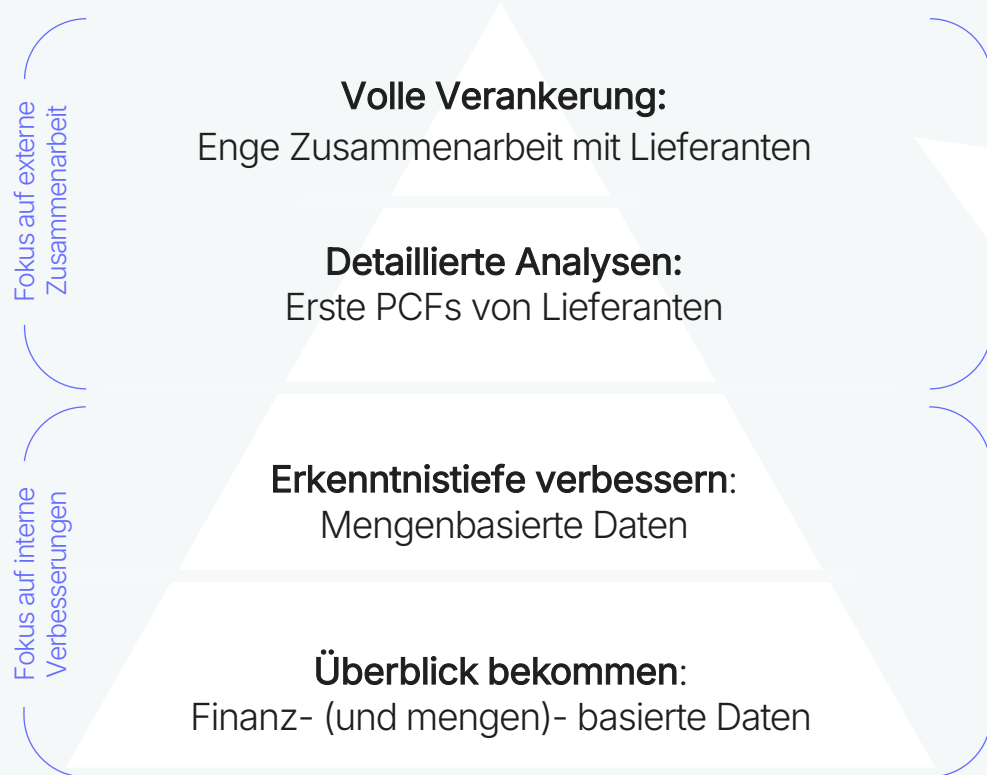 Fokus auf externe
Zusammenarbeit
Volle Verankerung:
Enge Zusammenarbeit mit Lieferanten
Detaillierte Analysen:
Erste PCFs von Lieferanten
Fokus auf interne
Verbesserungen
Erkenntnistiefe verbessern:
Mengenbasierte Daten
Überblick bekommen:
Finanz- (und mengen)- basierte Daten